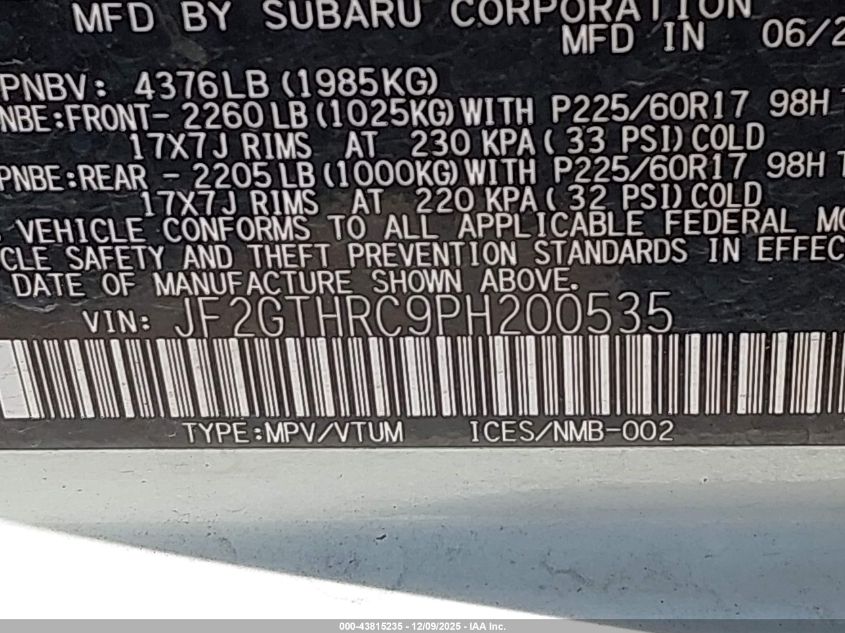 MFD BY SUBARU CORPORATION
MFD IN 06/2
PNBV: 4376LB (1985KG)
NBE:FRONT- 2260 LB (1025KG) WITH P225/60R17 98H T
17X7J RIMS AT 230 KPA ( 33 PSI) COLD
PNBE:REAR - 2205 LB (1000KG) WITH P225/60R17 98H T
17X7J RIMS AT 220 KPA ( 32 PSI) COLD
VEHICLE CONFORMS TO ALL APPLICABLE FEDERAL MO
CLE SAFETY AND THEFT PREVENTION STANDARDS IN EFFEC
DATE OF MANUFACTURE SHOWN ABOVE.
VIN: JF2GTHRC9PH200535
TYPE:MPV/VTUM ICES/NMB-002
000-43815235 - 12/09/2025 - IAA Inc.